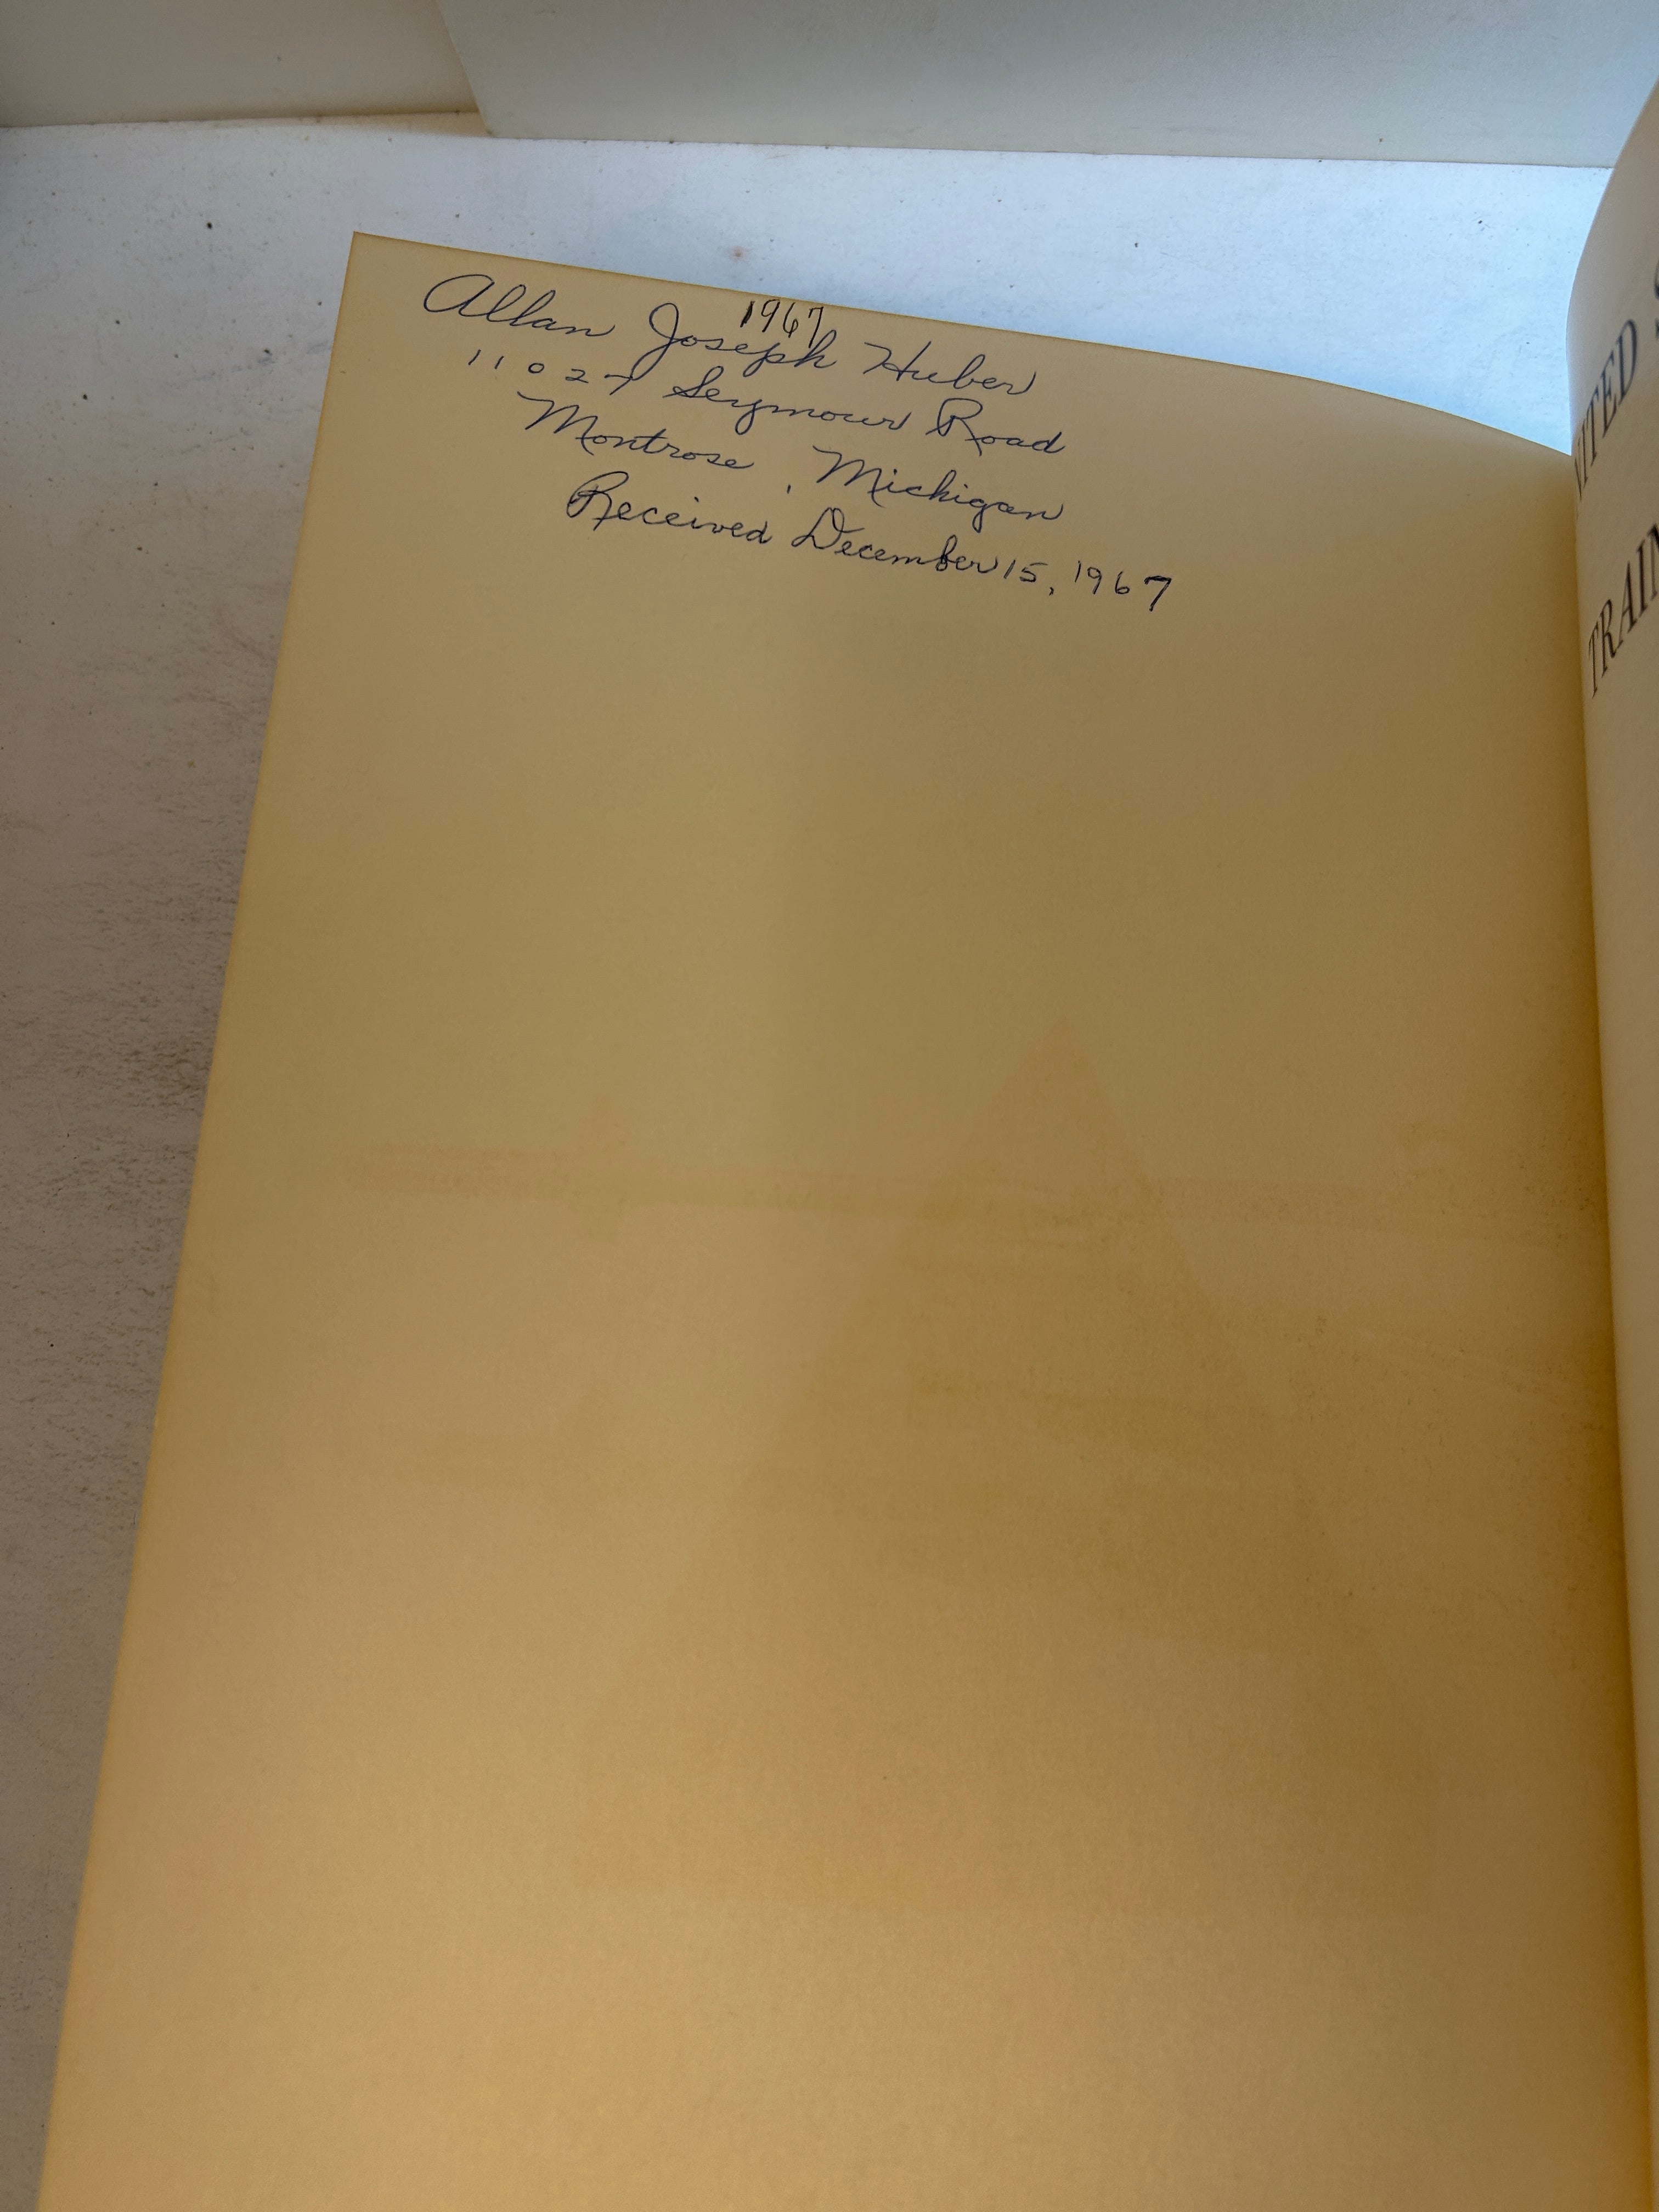 1967
Allan Joseph Huber
11027 Seymour Road
Montrose, Michigan
Received December 15, 1967
TRAIN